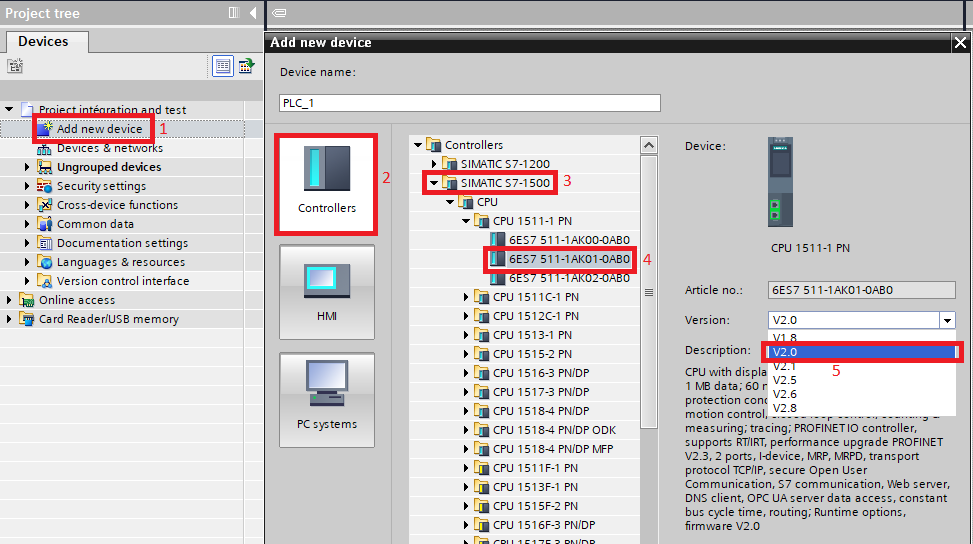 Project tree
Devices
Project intégration and test
Add new device 1
Devices & networks
Ungrouped devices
Security settings
Cross-device functions
Common data
Documentation settings
Languages & resources
Version control interface
Online access
Card Reader/USB memory
Add new device
Device name:
PLC_1
Controllers
2
HMI
PC systems
Controllers
SIMATIC S7-1200
SIMATIC S7-1500 3
CPU
CPU 1511-1 PN
6ES7 511-1AK00-0AB0
6ES7 511-1AK01-0AB0 4
6ES7 511-1AK02-0AB0
CPU 1511C-1 PN
CPU 1512C-1 PN
CPU 1513-1 PN
CPU 1515-2 PN
CPU 1516-3 PN/DP
CPU 1517-3 PN/DP
CPU 1518-4 PN/DP
CPU 1518-4 PN/DP ODK
CPU 1518-4 PN/DP MFP
CPU 1511F-1 PN
CPU 1513F-1 PN
CPU 1515F-2 PN
CPU 1516F-3 PN/DP
CPU 1517F-3 PN/DP
Device:
CPU 1511-1 PN
Article no.: 6ES7 511-1AK01-0AB0
Version: V2.0
V1.8
V2.0
V2.1
V2.5
V2.6
V2.8
5
Description:
CPU with displa
1 MB data; 60
protection con
motion control,
measuring; tracing; PROFINET IO controller,
supports RT/IRT, performance upgrade PROFINET
V2.3, 2 ports, I-device, MRP, MRPD, transport
protocol TCP/IP, secure Open User
Communication, S7 communication, Web server,
DNS client, OPC UA server data access, constant
bus cycle time, routing; Runtime options,
firmware V2.0